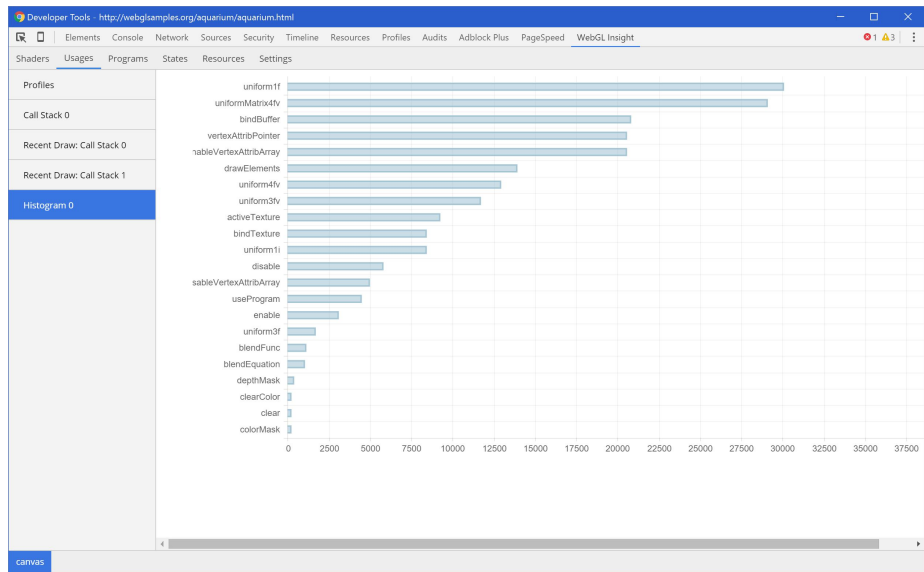 Developer Tools - http://webglsamples.org/aquarium/aquarium.html
Elements Console Network Sources Security Timeline Resources Profiles Audits Adblock Plus PageSpeed WebGL Insight 1 3
Shaders Usages Programs States Resources Settings
Profiles
Call Stack 0
Recent Draw: Call Stack 0
Recent Draw: Call Stack 1
Histogram 0
uniform1f
uniformMatrix4fv
bindBuffer
vertexAttribPointer
nableVertexAttribArray
drawElements
uniform4fv
uniform3fv
activeTexture
bindTexture
uniform1i
disable
sableVertexAttribArray
useProgram
enable
uniform3f
blendFunc
blendEquation
depthMask
clearColor
clear
colorMask
0 2500 5000 7500 10000 12500 15000 17500 20000 22500 25000 27500 30000 32500 35000 37500
canvas